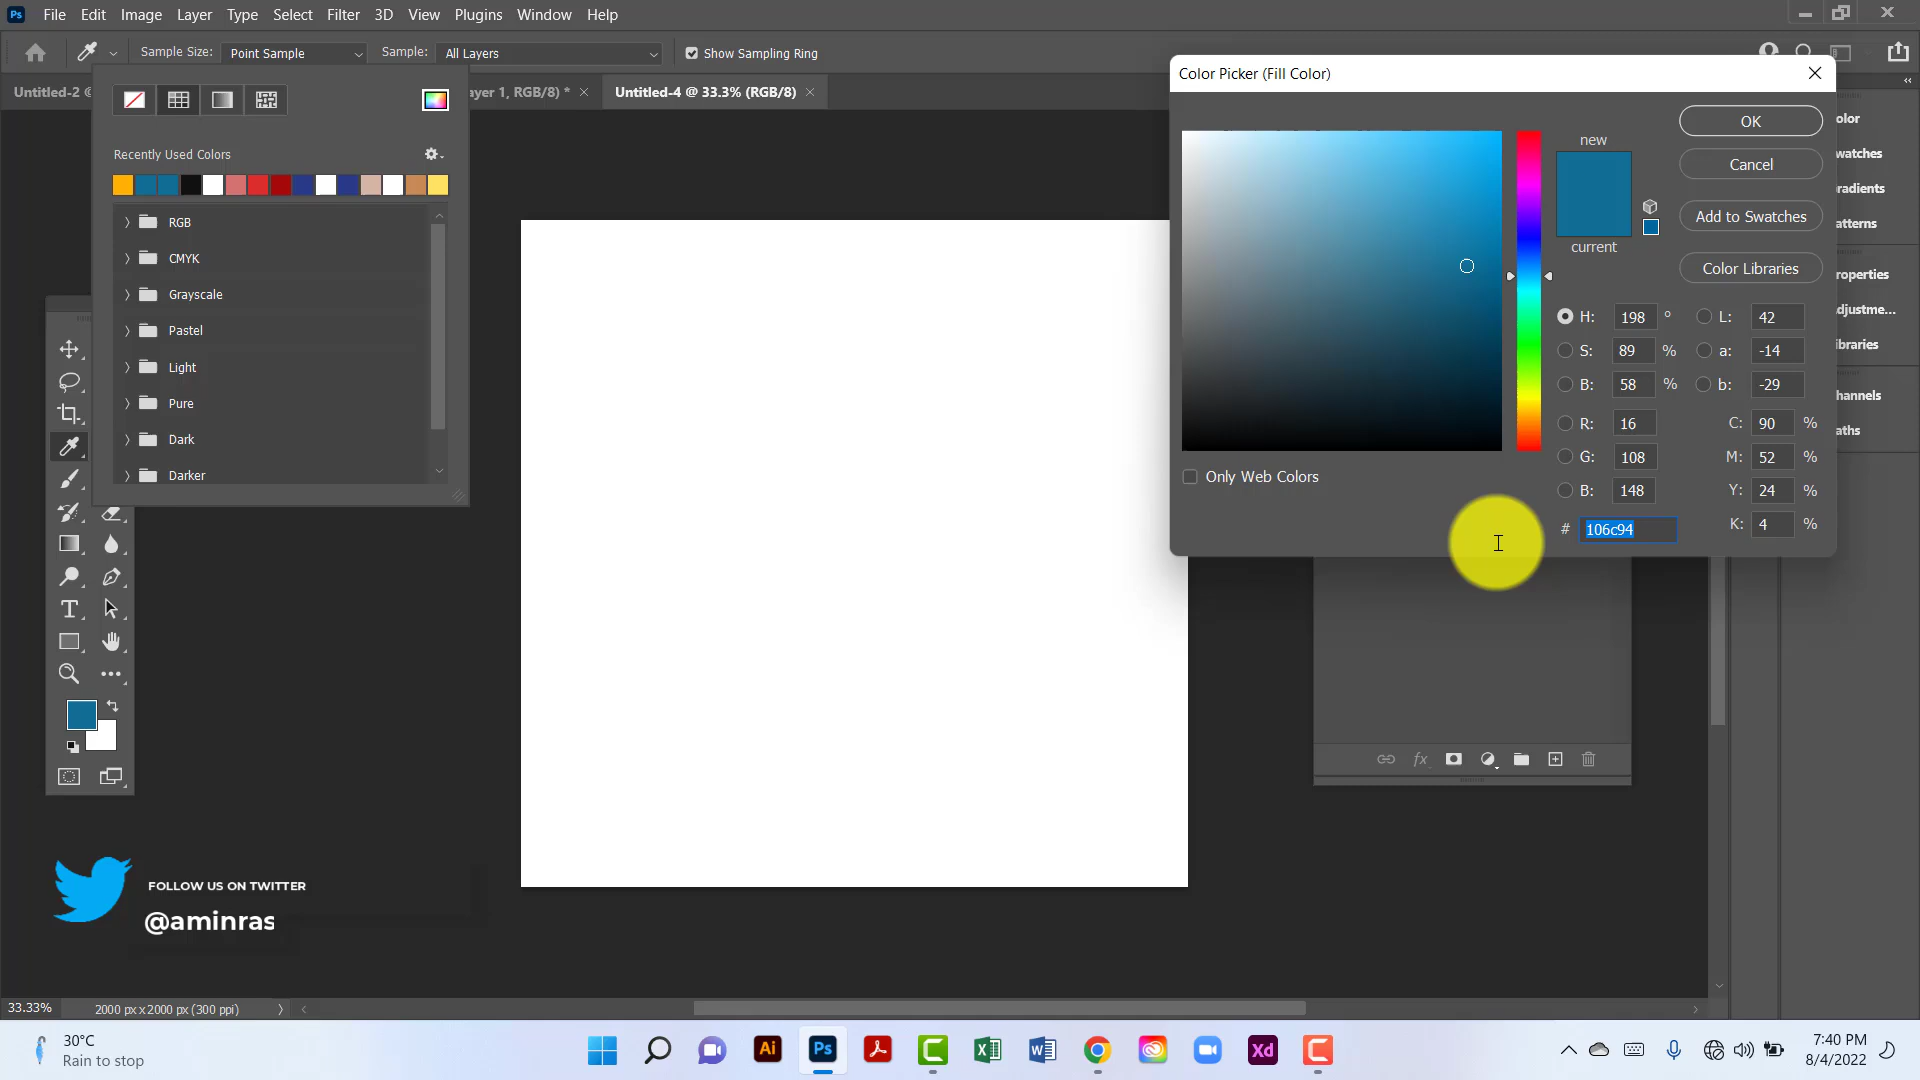 Ps File Edit Image Layer Type Select Filter 3D View Plugins Window Help
Sample Size: Point Sample Sample: All Layers Show Sampling Ring
Untitled-2 @ ayer 1, RGB/8) * × Untitled-4 @ 33.3% (RGB/8) ×
Recently Used Colors
RGB
CMYK
Grayscale
Pastel
Light
Pure
Dark
Darker
Color Picker (Fill Color)
new
current
OK
Cancel
Add to Swatches
Color Libraries
H: 198 ° L: 42
S: 89 % a: -14
B: 58 % b: -29
R: 16 C: 90 %
G: 108 M: 52 %
B: 148 Y: 24 %
# 106c94 K: 4 %
Only Web Colors
olor
watches
radients
atterns
roperties
djustme...
ibraries
hannels
aths
T
fx
FOLLOW US ON TWITTER
@aminras
33.33% 2000 px x 2000 px (300 ppi)
30°C
Rain to stop
Ai Ps Xd
7:40 PM
8/4/2022